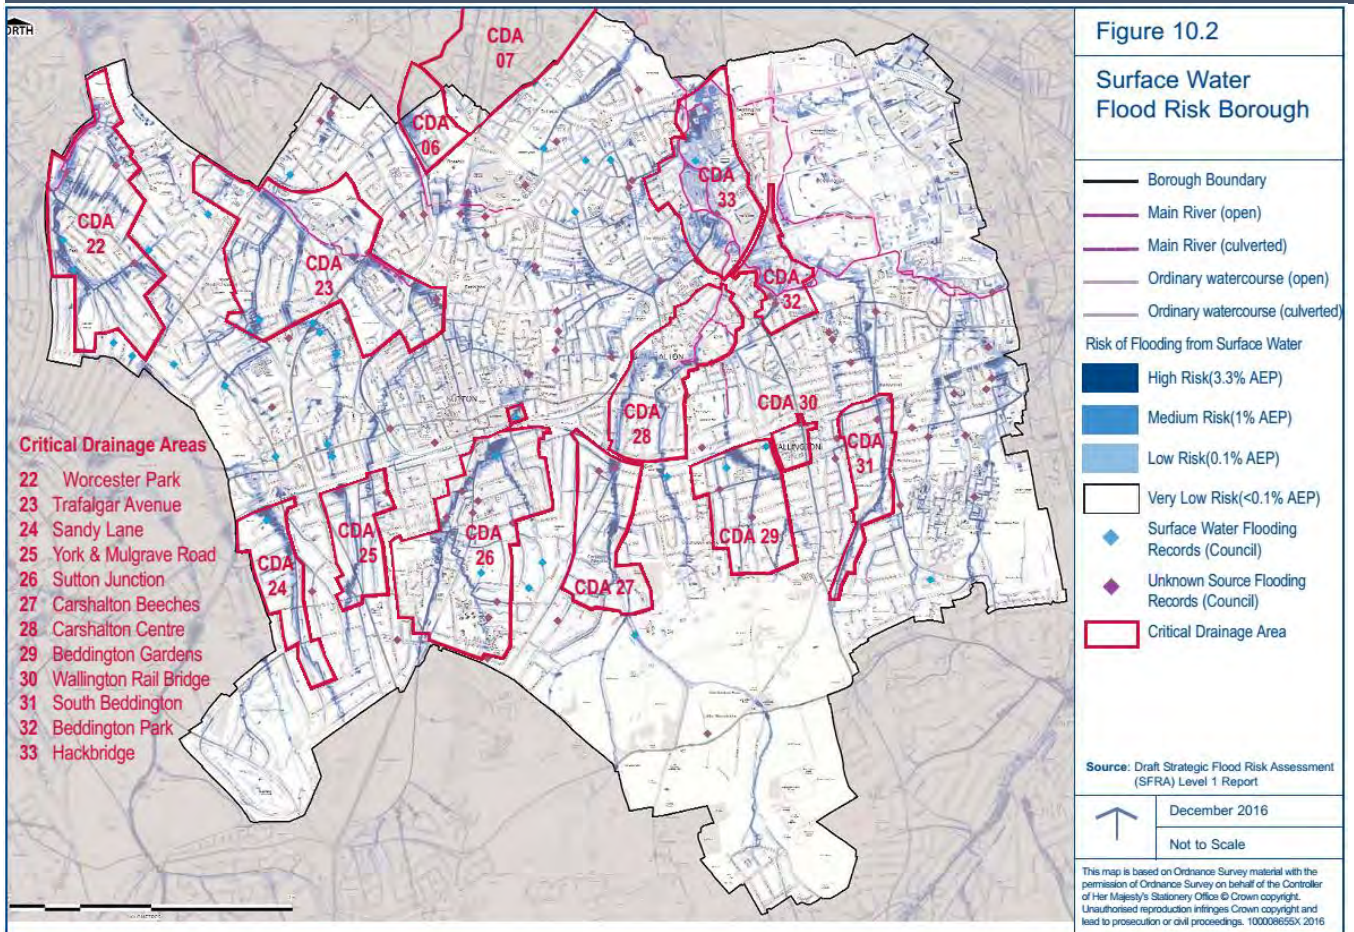 ORTH
CDA
07
CDA
06
CDA
22
CDA
23
CDA
33
CDA
32
CDA
28
CDA 30
WALLINGTON
CDA
31
CDA
24
CDA
25
CDA
26
CDA 27
CDA 29
SUTTON
Critical Drainage Areas
22 Worcester Park
23 Trafalgar Avenue
24 Sandy Lane
25 York & Mulgrave Road
26 Sutton Junction
27 Carshalton Beeches
28 Carshalton Centre
29 Beddington Gardens
30 Wallington Rail Bridge
31 South Beddington
32 Beddington Park
33 Hackbridge
Figure 10.2
Surface Water
Flood Risk Borough
Borough Boundary
Main River (open)
Main River (culverted)
Ordinary watercourse (open)
Ordinary watercourse (culverted)
Risk of Flooding from Surface Water
High Risk(3.3% AEP)
Medium Risk(1% AEP)
Low Risk(0.1% AEP)
Very Low Risk(<0.1% AEP)
Surface Water Flooding
Records (Council)
Unknown Source Flooding
Records (Council)
Critical Drainage Area
Source: Draft Strategic Flood Risk Assessment
(SFRA) Level 1 Report
December 2016
Not to Scale
This map is based on Ordnance Survey material with the
permission of Ordnance Survey on behalf of the Controller
of Her Majesty's Stationery Office © Crown copyright.
Unauthorised reproduction infringes Crown copyright and
lead to prosecution or civil proceedings. 100008655X 2016